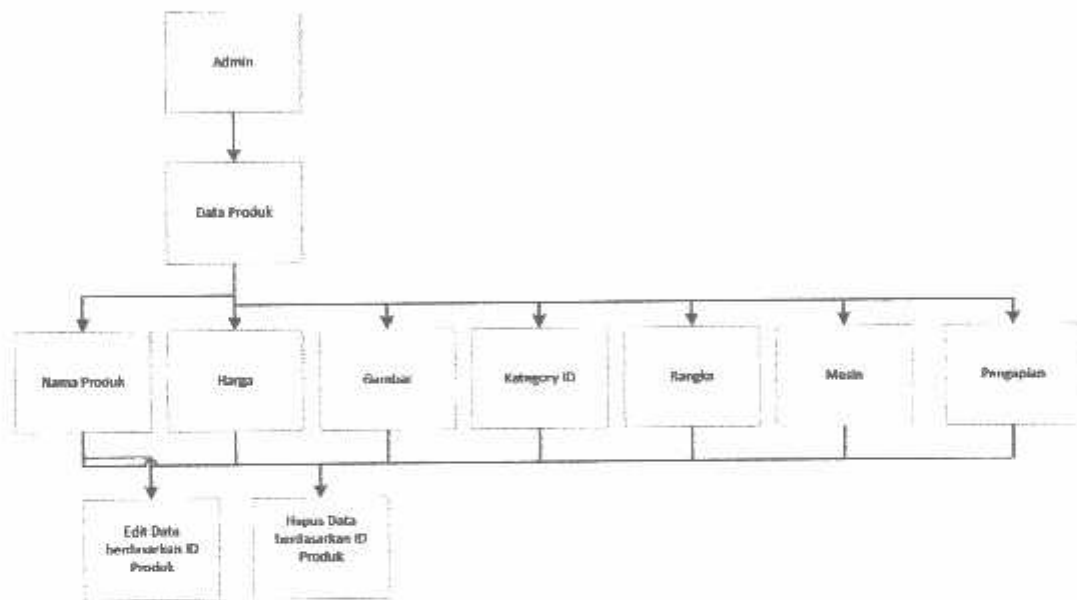 Admin
Data Produk
Nama Produk
Harga
Gambar
Kategory ID
Rangka
Mesin
Pengapian
Edit Data
berdasarkan ID
Produk
Hapus Data
berdasarkan ID
Produk